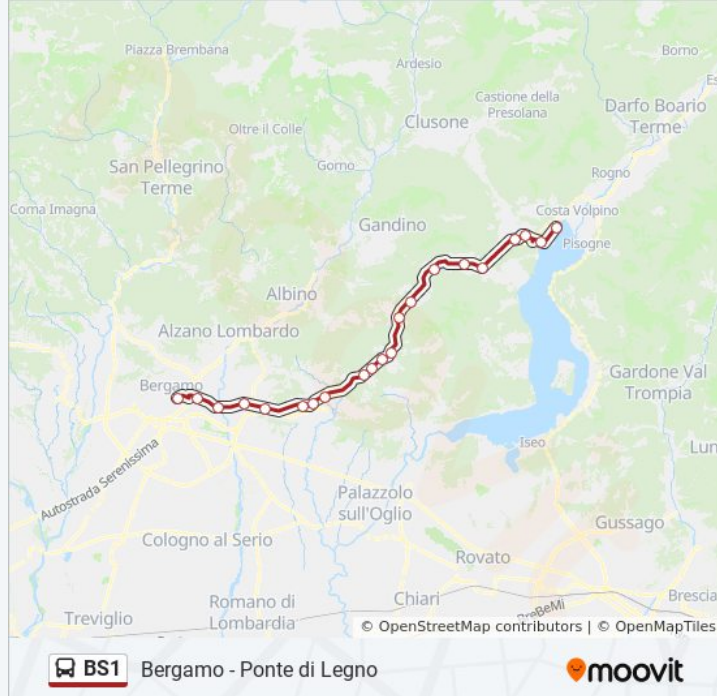 Piazza Brembana
Borno
Ardesio
Castione della
Presolana
Darfo Boario
Terme
Clusone
Oltre il Colle
San Pellegrino
Terme
Gorno
Rogno
Coma Imagna
Costa Volpino
Gandino
Pisogne
Albino
Alzano Lombardo
Bergamo
Gardone Val
Trompia
Iseo
Autostrada Serenissima
Palazzolo
sull'Oglio
Gussago
Cologno al Serio
Rovato
Romano di
Lombardia
Chiari
Brescia
BreBeMi
Treviglio
© OpenStreetMap contributors | © OpenMapTiles
BS1 Bergamo - Ponte di Legno
moovit